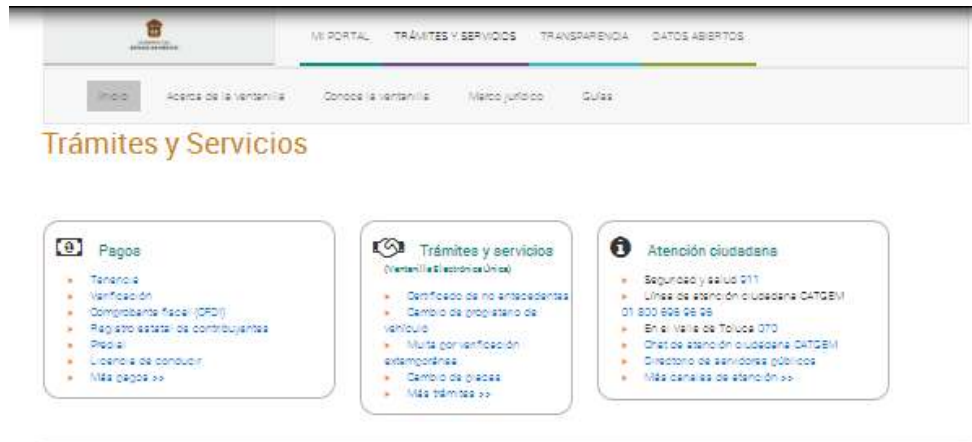 MI PORTAL TRÁMITES Y SERVICIOS TRANSPARENCIA DATOS ABIERTOS
Inicio Acerca de la ventanilla Conoce la ventanilla Marco jurídico Guías
Trámites y Servicios
Pagos
Tenencia
Verificación
Comprobante fiscal (CFDI)
Registro estatal de contribuyentes
Predial
Licencia de conducir
Más pagos >>
Trámites y servicios
(Ventanilla Electrónica Única)
Certificado de no antecedentes
Cambio de propietario de
vehículo
Multa por verificación
extemporánea
Cambio de placas
Más trámites >>
Atención ciudadana
Seguridad y salud 911
Línea de atención ciudadana CATGEM
01 800 696 96 96
En el Valle de Toluca 070
Chat de atención ciudadana CATGEM
Directorio de servidores públicos
Más canales de atención >>